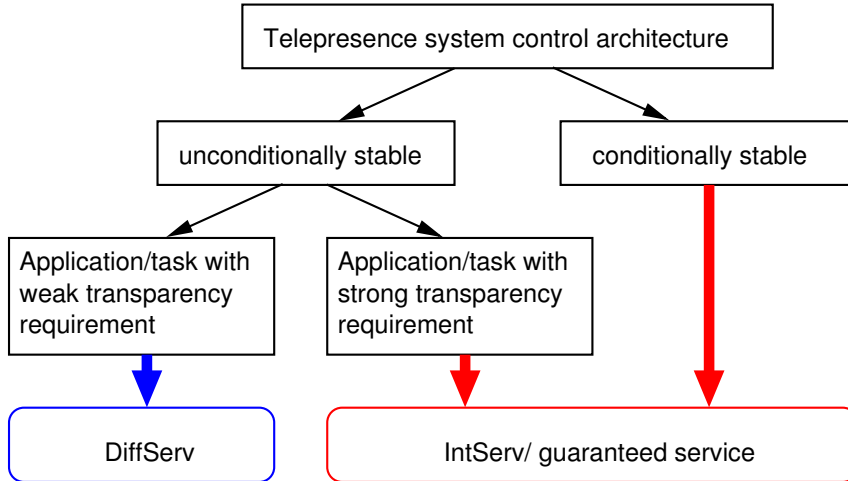 Telepresence system control architecture
unconditionally stable
conditionally stable
Application/task with
weak transparency
requirement
Application/task with
strong transparency
requirement
DiffServ
IntServ/ guaranteed service